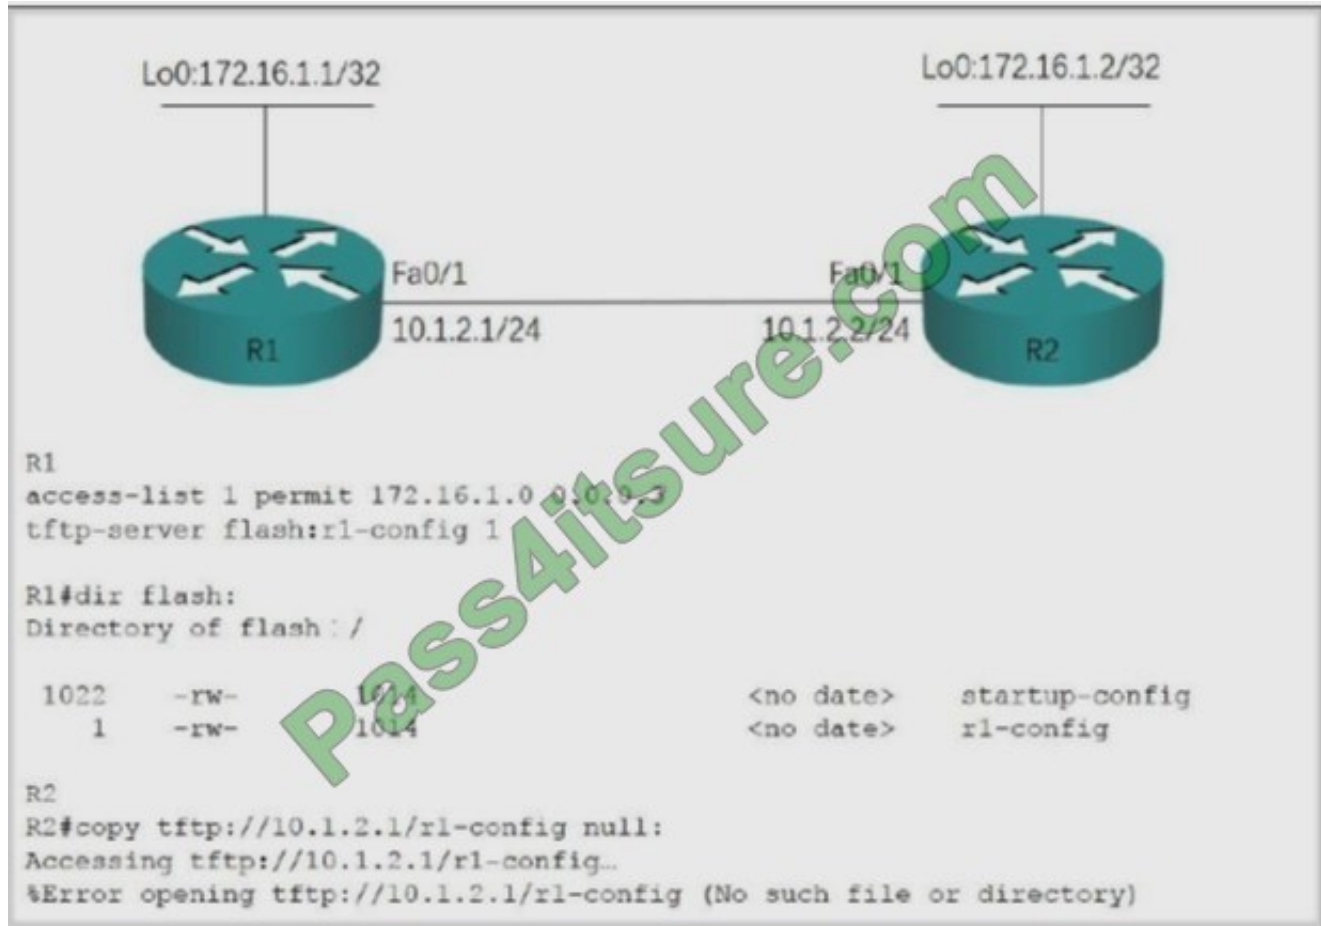 Lo0:172.16.1.1/32
Lo0:172.16.1.2/32
Fa0/1
Fa0/1
10.1.2.1/24
10.1.2.2/24
R1
R2
R1
access-list 1 permit 172.16.1.0 0.0.0.3
tftp-server flash:r1-config 1
R1#dir flash:
Directory of flash:/
1022 -rw- 1014 <no date> startup-config
1 -rw- 1014 <no date> r1-config
R2
R2#copy tftp://10.1.2.1/r1-config null:
Accessing tftp://10.1.2.1/r1-config…
%Error opening tftp://10.1.2.1/r1-config (No such file or directory)
Pass4itsure.com